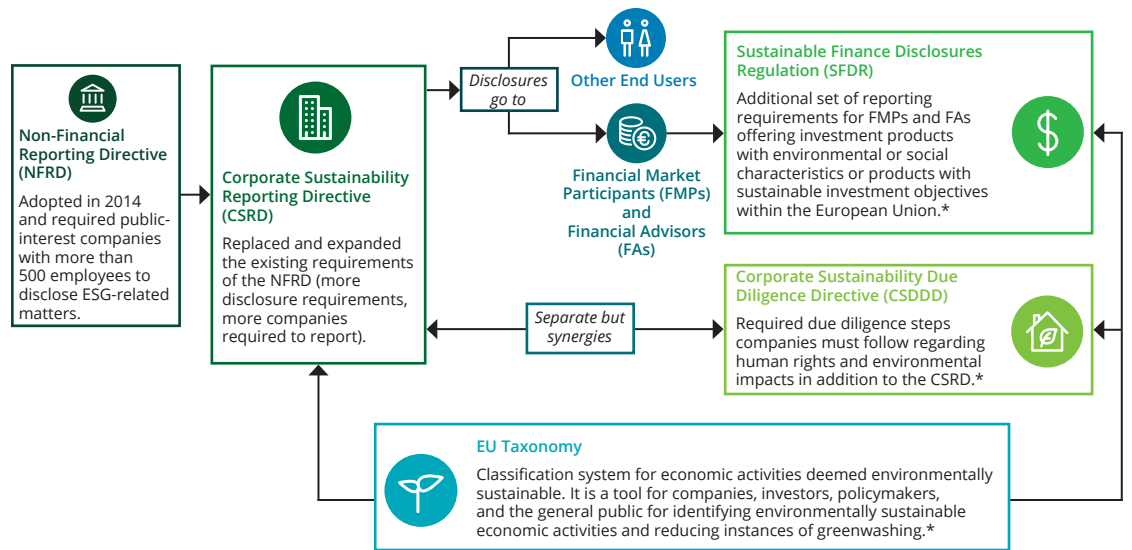 Non-Financial
Reporting Directive
(NFRD)
Adopted in 2014
and required public-
interest companies
with more than
500 employees to
disclose ESG-related
matters.
Corporate Sustainability
Reporting Directive
(CSRD)
Replaced and expanded
the existing requirements
of the NFRD (more
disclosure requirements,
more companies
required to report).
Disclosures
go to
Other End Users
Financial Market
Participants (FMPs)
and
Financial Advisors
(FAs)
Sustainable Finance Disclosures
Regulation (SFDR)
Additional set of reporting
requirements for FMPs and FAs
offering investment products
with environmental or social
characteristics or products with
sustainable investment objectives
within the European Union.*
Separate but
synergies
Corporate Sustainability Due
Diligence Directive (CSDDD)
Required due diligence steps
companies must follow regarding
human rights and environmental
impacts in addition to the CSRD.*
EU Taxonomy
Classification system for economic activities deemed environmentally
sustainable. It is a tool for companies, investors, policymakers,
and the general public for identifying environmentally sustainable
economic activities and reducing instances of greenwashing.*